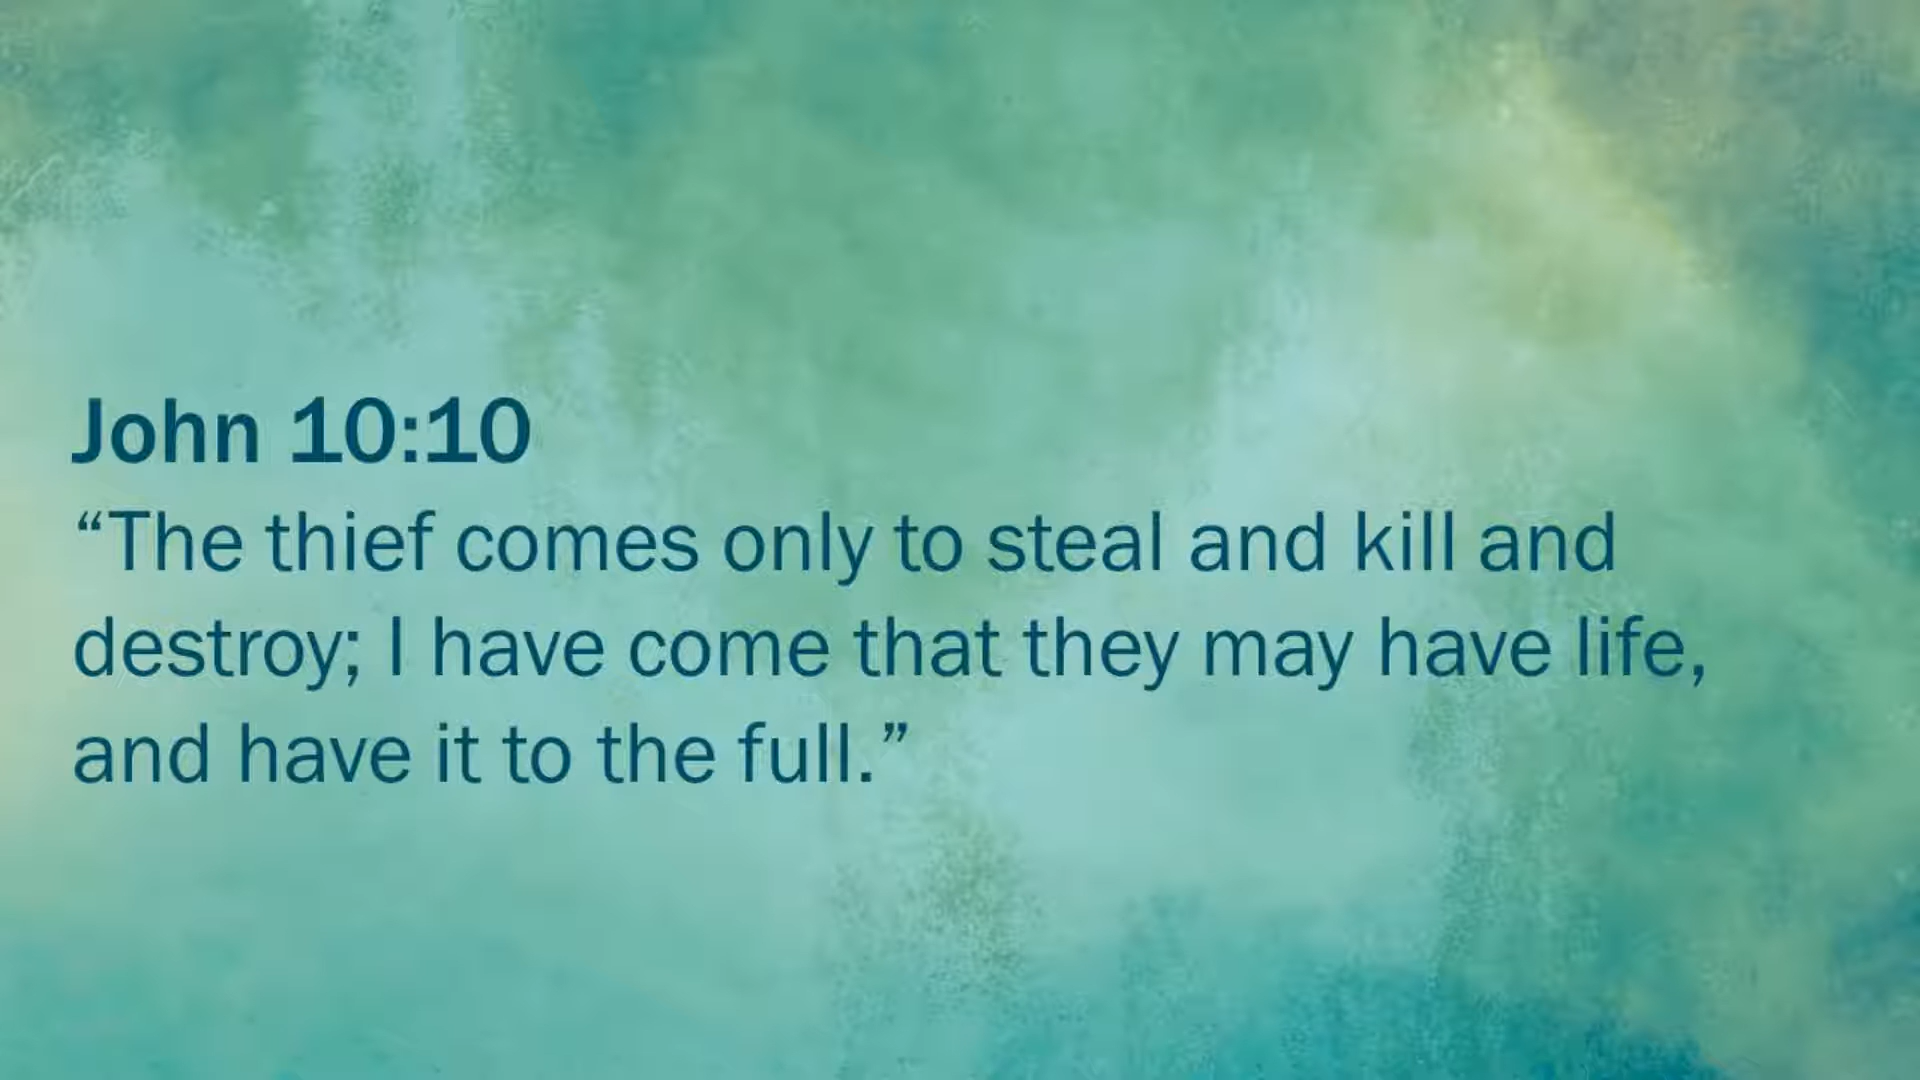 John 10:10
“The thief comes only to steal and kill and
destroy; I have come that they may have life,
and have it to the full.”